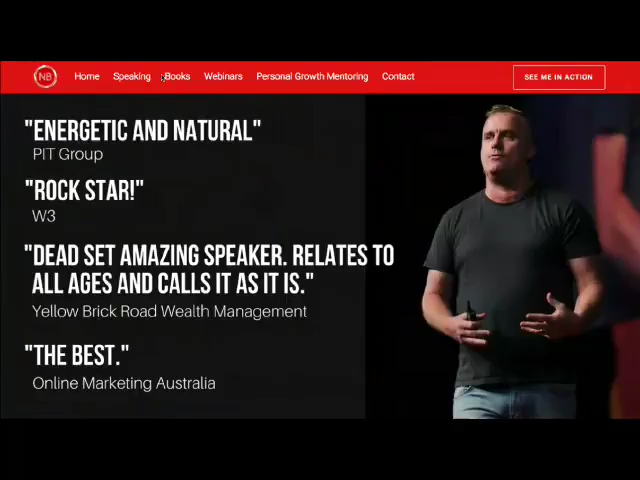 NB Home Speaking Books Webinars Personal Growth Mentoring Contact SEE ME IN ACTION
"ENERGETIC AND NATURAL"
PIT Group
"ROCK STAR!"
W3
"DEAD SET AMAZING SPEAKER. RELATES TO
ALL AGES AND CALLS IT AS IT IS."
Yellow Brick Road Wealth Management
"THE BEST."
Online Marketing Australia